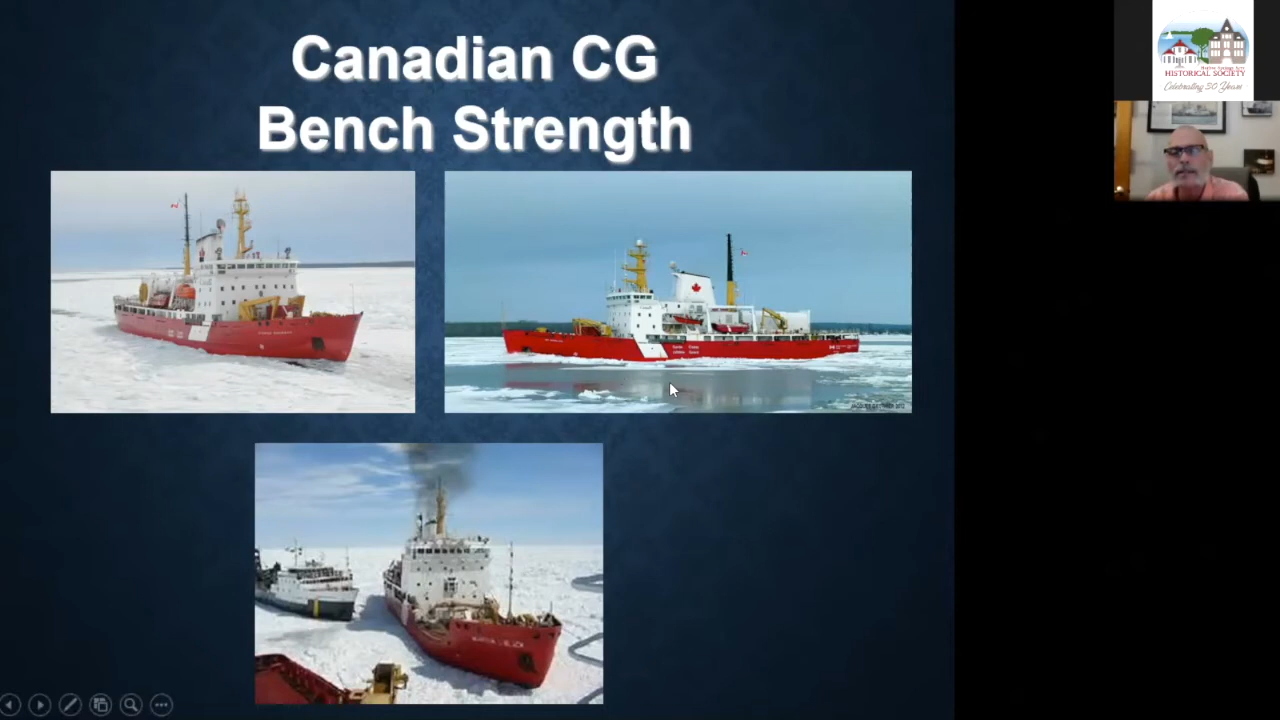 Canadian CG
Bench Strength
HISTORICAL SOCIETY
Celebrating 50 Years